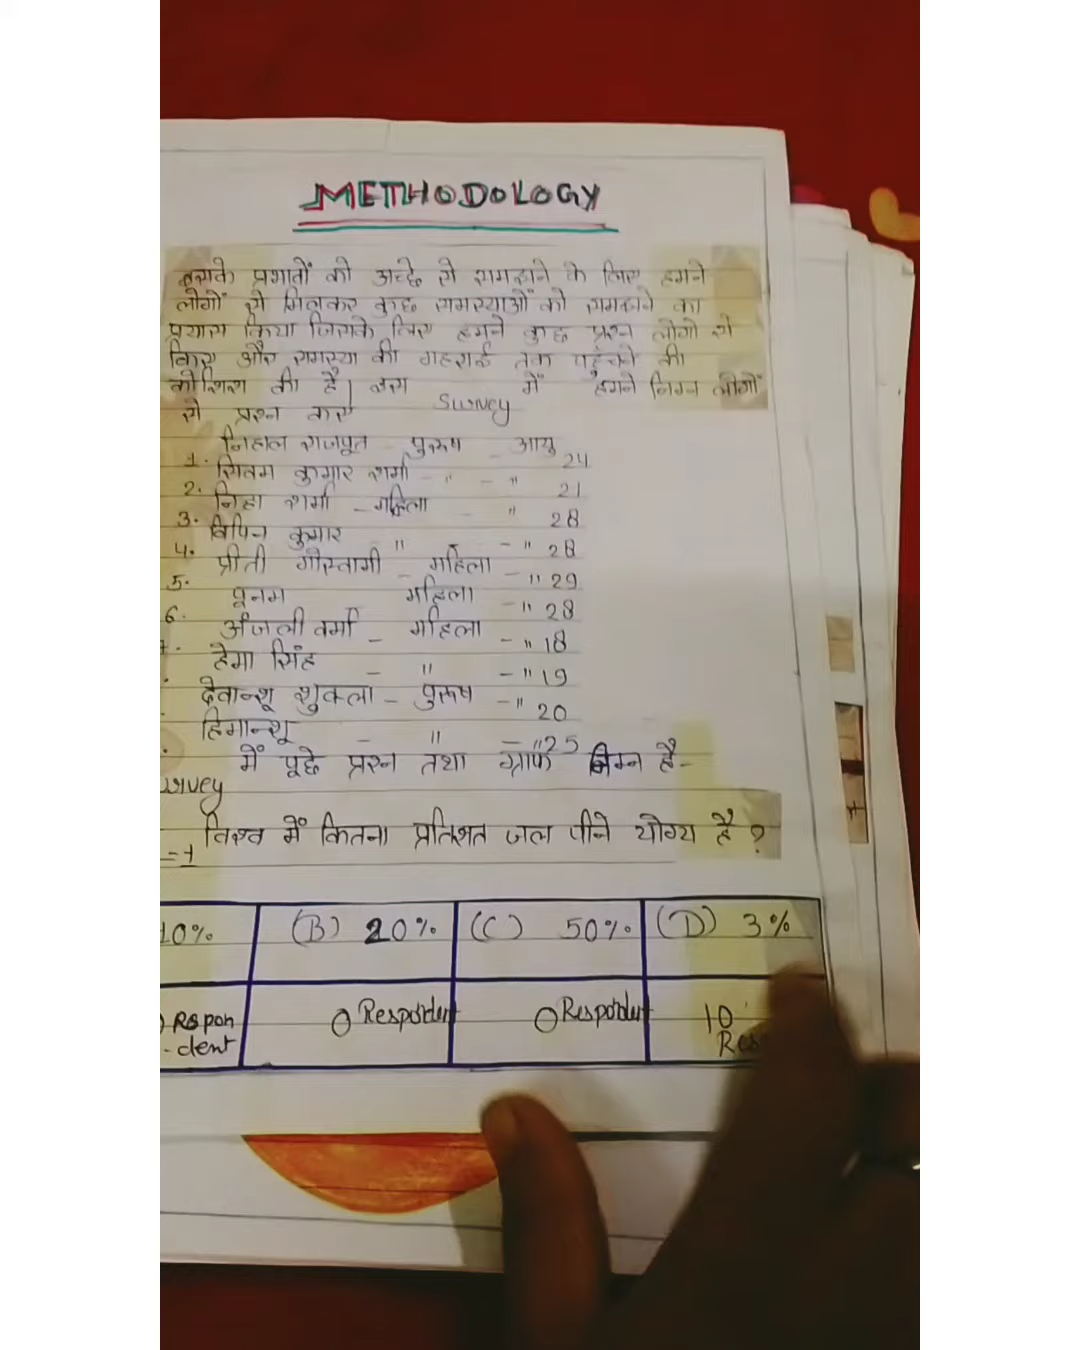 METHODOLOGY
इसके प्रभातों को अच्छे से समझने के लिए हमने
लोगों से मिलकर कुछ समस्याओं को समझने का
प्रयास किया जिसके लिए हमने कुछ प्रश्न लोगो से
किए और समस्या की गहराई तक पहुंचने की
कोशिश की है। इस survey में हमने निम्न लोगों
से प्रश्न करे
1. निहाल राजपूत - पुरूष - आयु 24
2. शिवम कुमार शर्मा - " - " 21
3. निहा शर्मा - महिला " 28
4. विपिन कुमार " - " 28
5. प्रीती गोस्वामी - महिला - " 29
6. पूनम महिला - " 28
अंजली वर्मा - महिला - " 18
हेमा सिंह - " - " 19
देवान्शू शुक्ला - पुरूष - " 20
हिमान्शू - " - " 25
में पूछे प्रश्न तथा ग्राफ निम्न है-
विश्व में कितना प्रतिशत जल पीने योग्य है ?
10% (B) 20% (C) 50% (D) 3%
Respon-dent 0 Respondent 0 Respondent 10